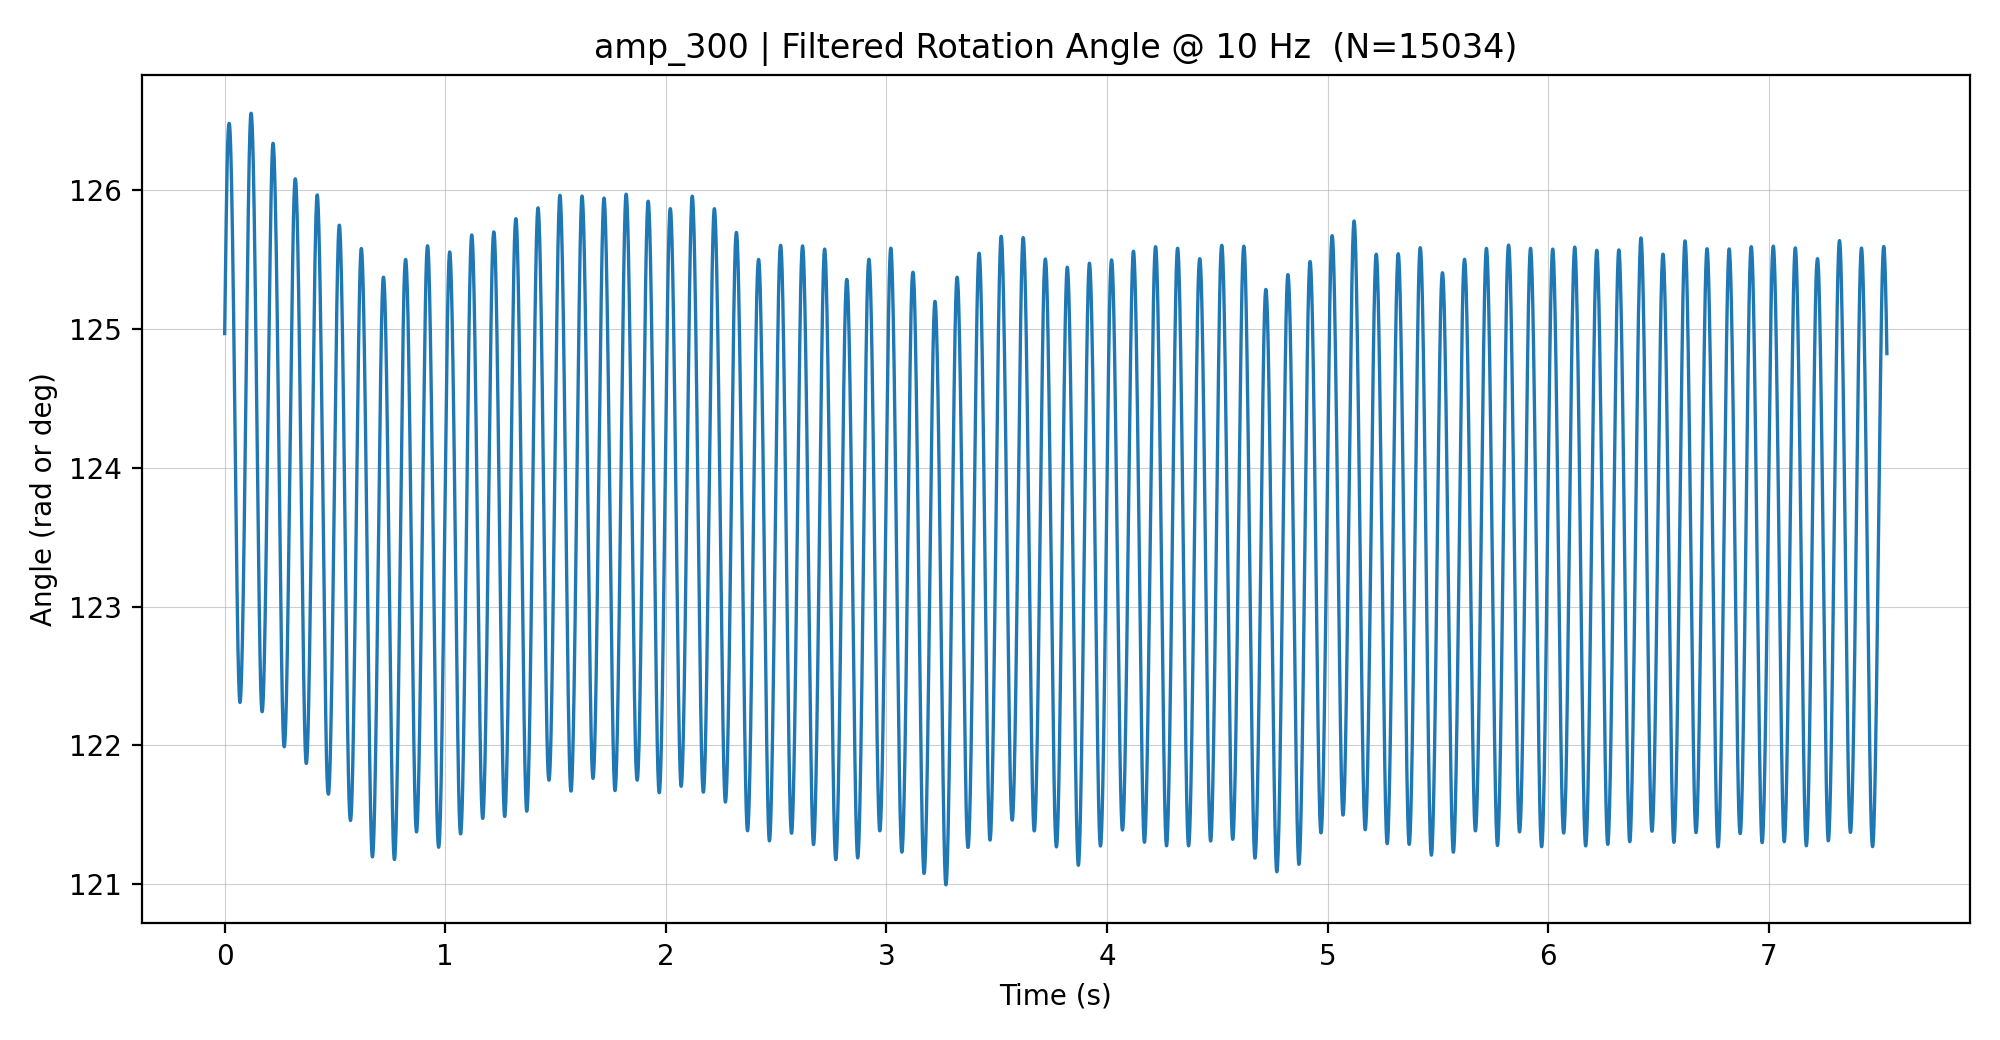 amp_300 | Filtered Rotation Angle @ 10 Hz  (N=15034)
Angle (rad or deg)
126
125
124
123
122
121
0 1 2 3 4 5 6 7
Time (s)